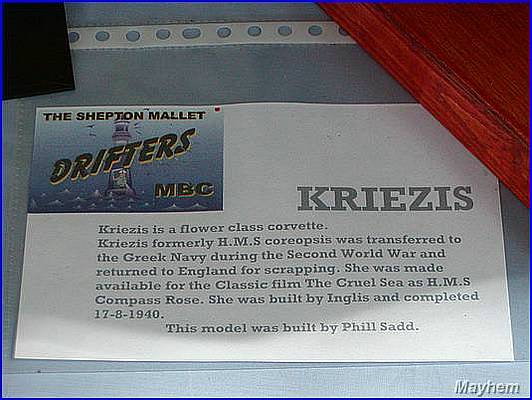 THE SHEPTON MALLET
DRIFTERS
MBC
KRIEZIS
Kriezis is a flower class corvette.
Kriezis formerly H.M.S coreopsis was transferred to
the Greek Navy during the Second World War and
returned to England for scrapping. She was made
available for the Classic film The Cruel Sea as H.M.S
Compass Rose. She was built by Inglis and completed
17-8-1940.
This model was built by Phill Sadd.
Mayhem